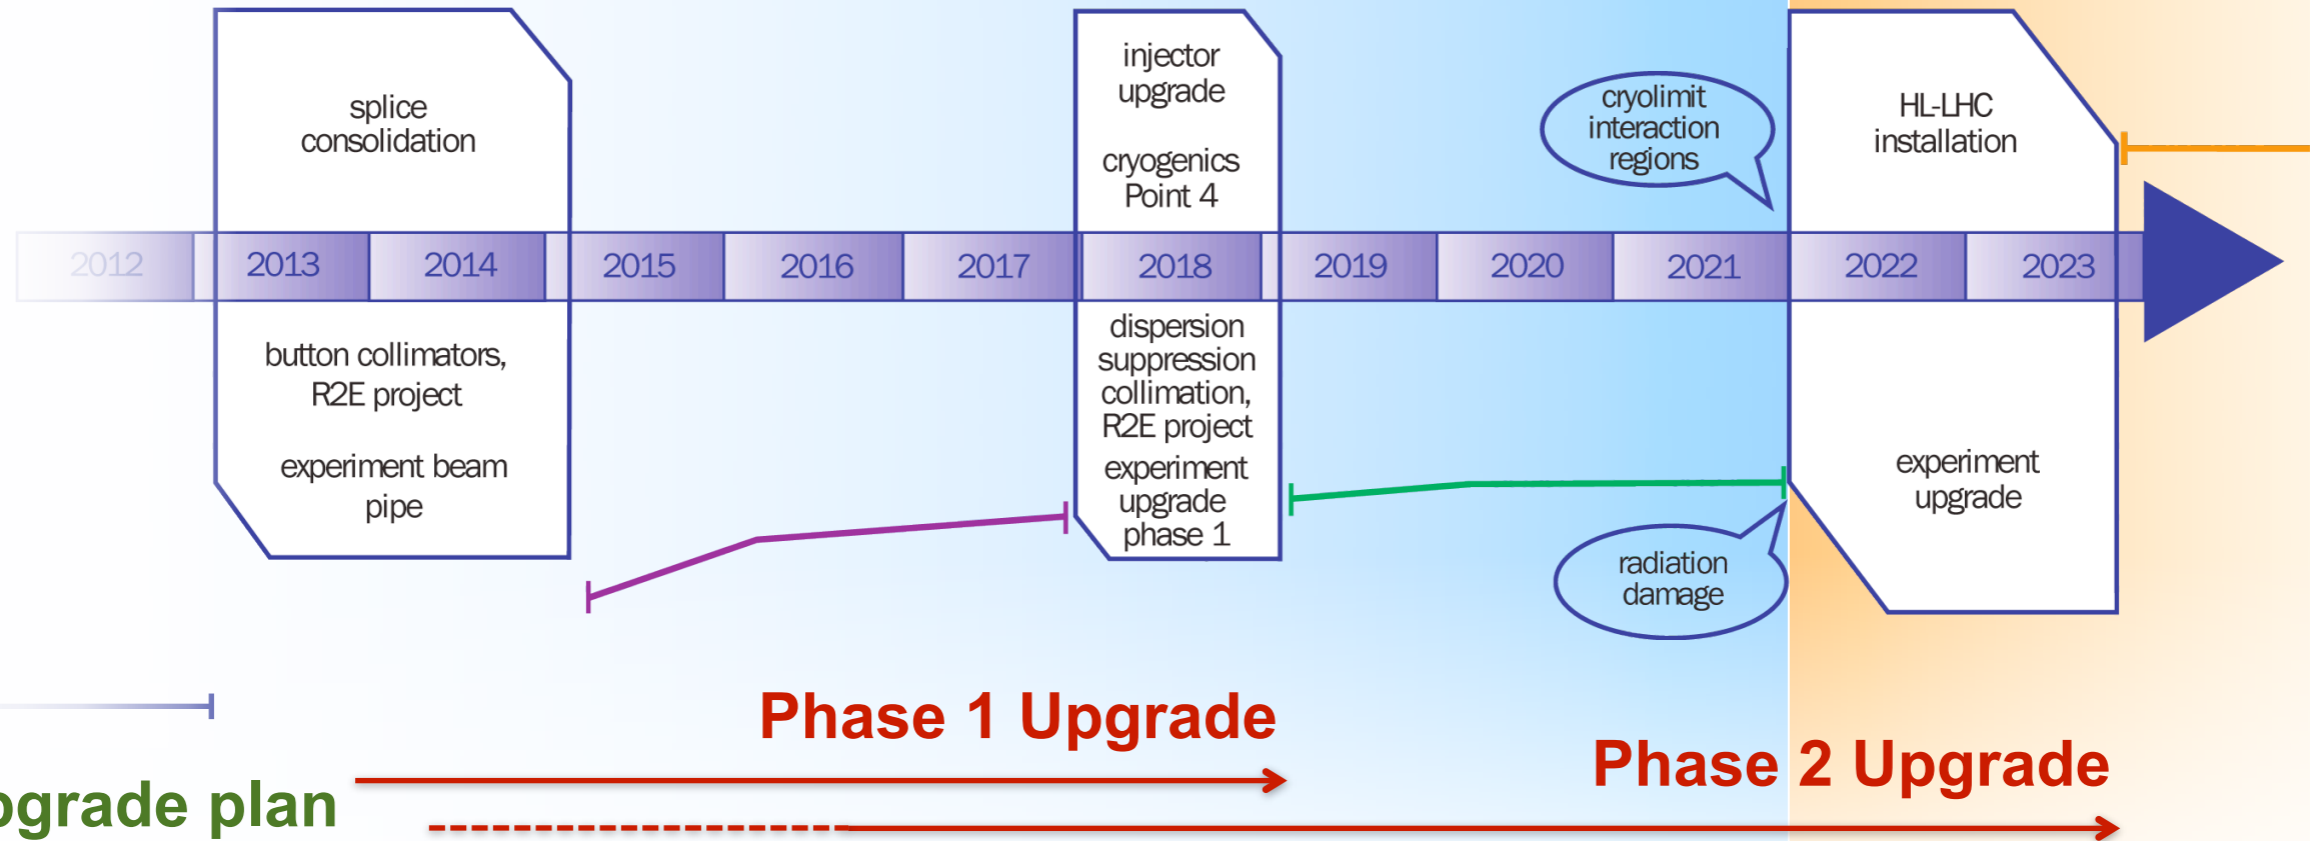 splice
consolidation
injector
upgrade
cryogenics
Point 4
cryolimit
interaction
regions
HL-LHC
installation
2012 2013 2014 2015 2016 2017 2018 2019 2020 2021 2022 2023
button collimators,
R2E project
experiment beam
pipe
dispersion
suppression
collimation,
R2E project
experiment
upgrade
phase 1
radiation
damage
experiment
upgrade
Phase 1 Upgrade
Phase 2 Upgrade
pgrade plan